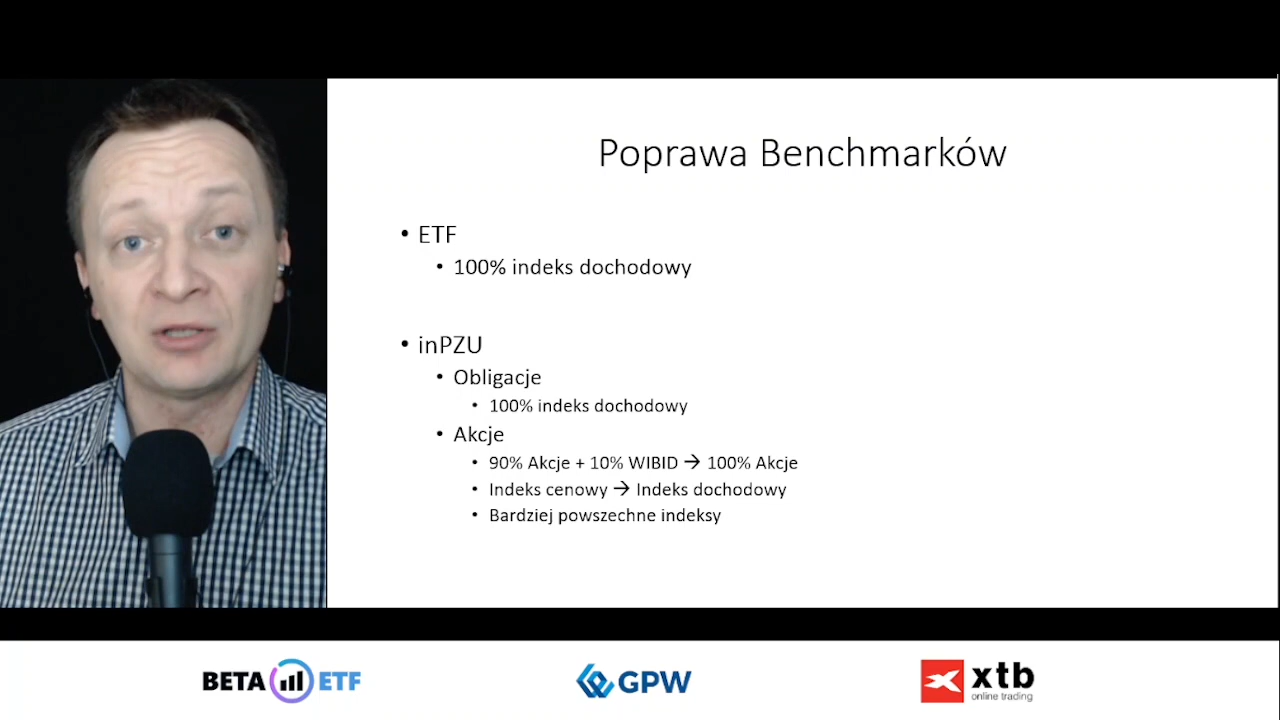 Poprawa Benchmarków
• ETF
• 100% indeks dochodowy
• inPZU
• Obligacje
• 100% indeks dochodowy
• Akcje
• 90% Akcje + 10% WIBID → 100% Akcje
• Indeks cenowy → Indeks dochodowy
• Bardziej powszechne indeksy
BETA ETF
GPW
xtb
online trading